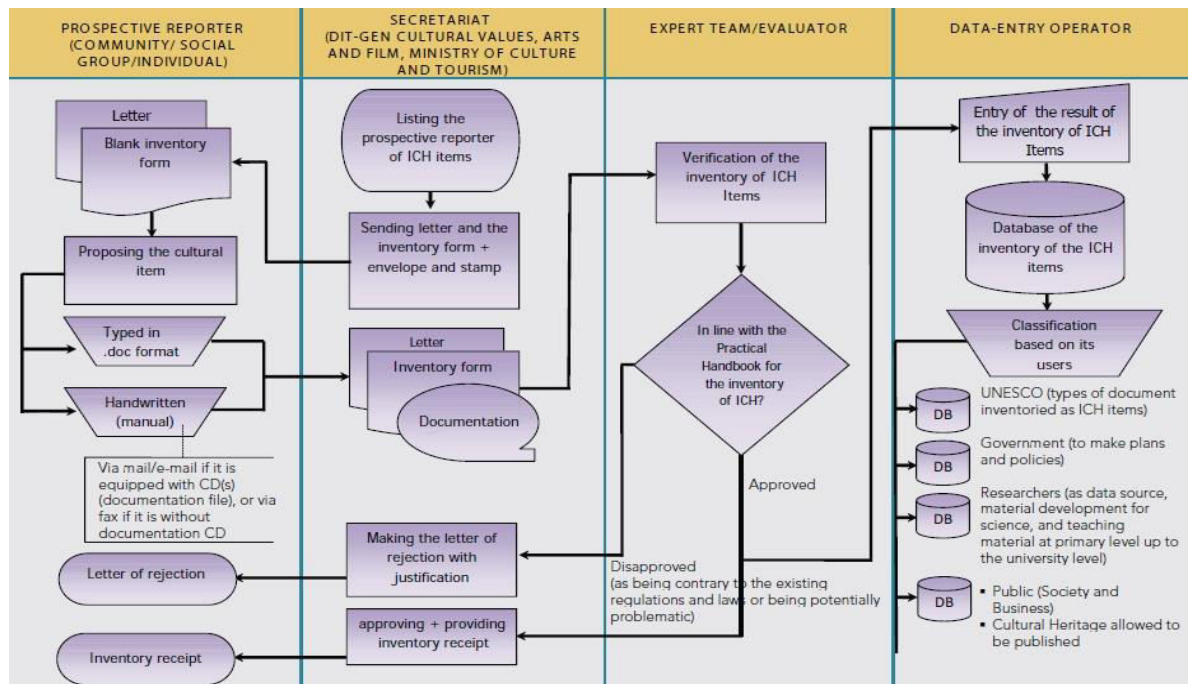 PROSPECTIVE REPORTER
(COMMUNITY/ SOCIAL
GROUP/INDIVIDUAL)
SECRETARIAT
(DIT-GEN CULTURAL VALUES, ARTS
AND FILM, MINISTRY OF CULTURE
AND TOURISM)
EXPERT TEAM/EVALUATOR
DATA-ENTRY OPERATOR
Letter
Blank inventory
form
Proposing the cultural
item
Typed in
.doc format
Handwritten
(manual)
Via mail/e-mail if it is
equipped with CD(s)
(documentation file), or via
fax if it is without
documentation CD
Letter of rejection
Inventory receipt
Listing the
prospective reporter
of ICH items
Sending letter and the
inventory form +
envelope and stamp
Letter
Inventory form
Documentation
Making the letter of
rejection with
justification
approving + providing
inventory receipt
Verification of the
inventory of ICH
Items
In line with the
Practical
Handbook for
the inventory
of ICH?
Approved
Disapproved
(as being contrary to the existing
regulations and laws or being potentially
problematic)
Entry of the result of
the inventory of ICH
Items
Database of the
inventory of the ICH
items
Classification
based on its
users
DB
UNESCO (types of document
inventoried as ICH items)
DB
Government (to make plans
and policies)
DB
Researchers (as data source,
material development for
science, and teaching
material at primary level up to
the university level)
DB
▪ Public (Society and
Business)
▪ Cultural Heritage allowed to
be published